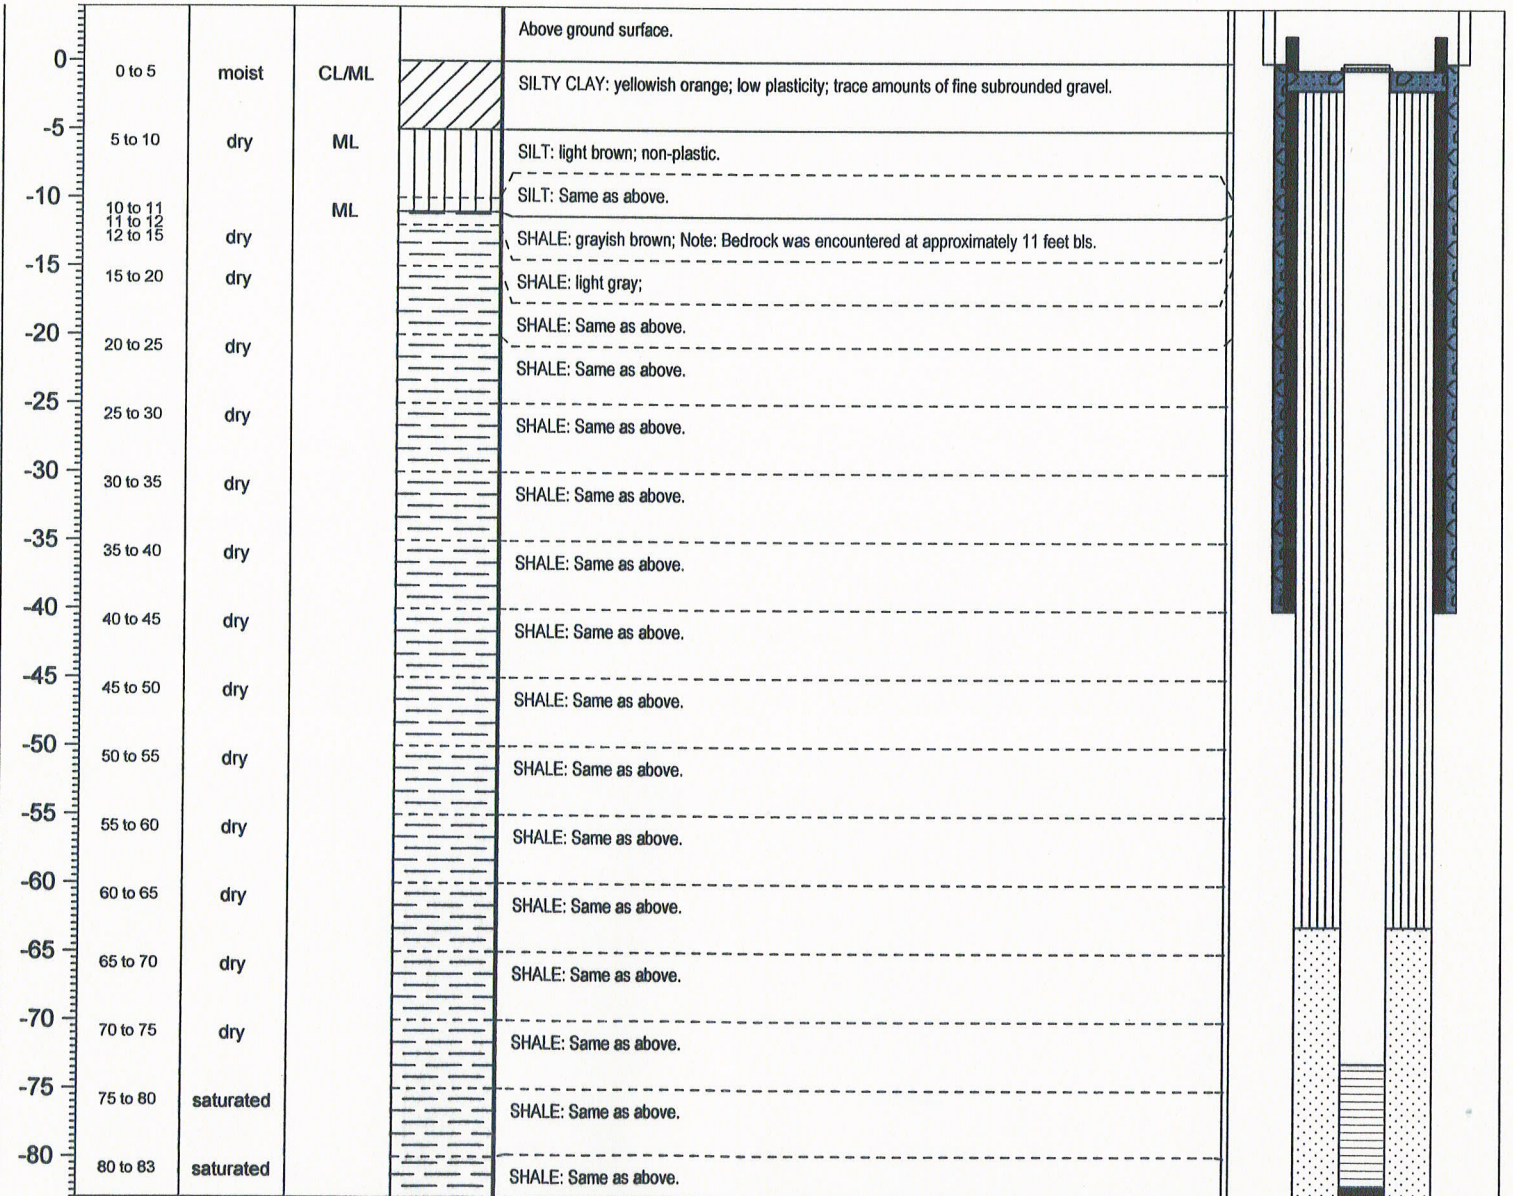 Above ground surface.
0
0 to 5 moist CL/ML SILTY CLAY: yellowish orange; low plasticity; trace amounts of fine subrounded gravel.
-5
5 to 10 dry ML SILT: light brown; non-plastic.
-10
SILT: Same as above.
10 to 11 ML
11 to 12
12 to 15 dry SHALE: grayish brown; Note: Bedrock was encountered at approximately 11 feet bls.
-15
15 to 20 dry SHALE: light gray;
SHALE: Same as above.
-20
20 to 25 dry
SHALE: Same as above.
-25
25 to 30 dry SHALE: Same as above.
-30
30 to 35 dry SHALE: Same as above.
-35
35 to 40 dry SHALE: Same as above.
-40
40 to 45 dry SHALE: Same as above.
-45
45 to 50 dry SHALE: Same as above.
-50
50 to 55 dry SHALE: Same as above.
-55
55 to 60 dry SHALE: Same as above.
-60
60 to 65 dry SHALE: Same as above.
-65
65 to 70 dry SHALE: Same as above.
-70
70 to 75 dry SHALE: Same as above.
-75
75 to 80 saturated SHALE: Same as above.
-80
80 to 83 saturated SHALE: Same as above.